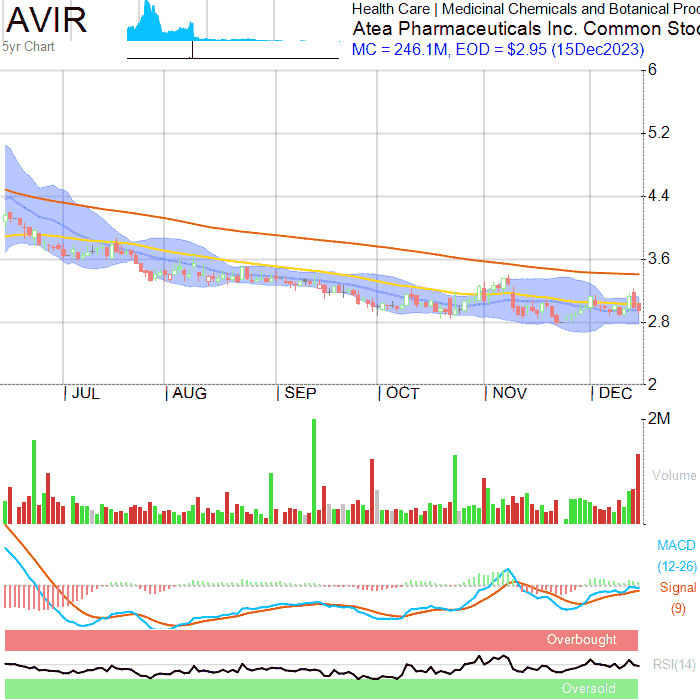 AVIR
5yr Chart
Health Care | Medicinal Chemicals and Botanical Proc
Atea Pharmaceuticals Inc. Common Stoc
MC = 246.1M, EOD = $2.95 (15Dec2023)
6
5.2
4.4
3.6
2.8
2
| JUL | AUG | SEP | OCT | NOV | DEC
2M
Volume
MACD
(12-26)
Signal
(9)
Overbought
RSI(14)
Oversold